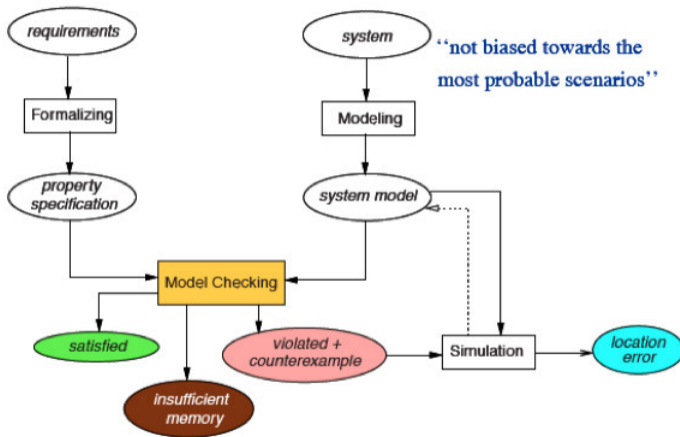 requirements
system
‘‘not biased towards the
most probable scenarios’’
Formalizing
Modeling
property
specification
system model
Model Checking
satisfied
violated +
counterexample
Simulation
location
error
insufficient
memory